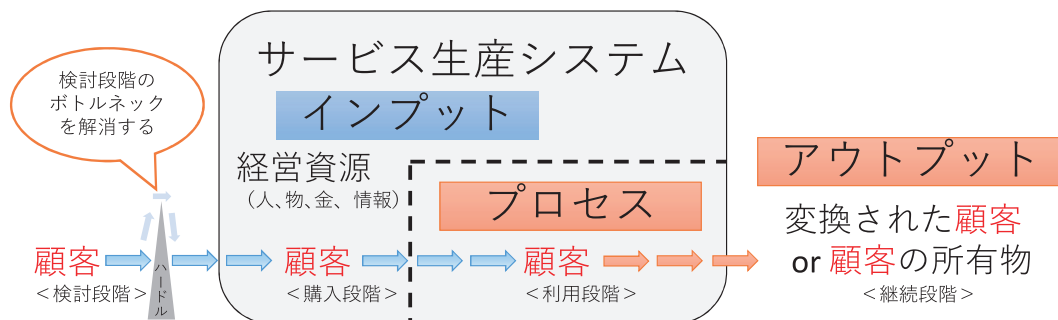 サービス生産システム
インプット
検討段階の
ボトルネック
を解消する
経営資源
(人、物、金、情報)
プロセス
アウトプット
変換された顧客
or 顧客の所有物
<継続段階>
顧客
<検討段階>
ハードル
顧客
<購入段階>
顧客
<利用段階>